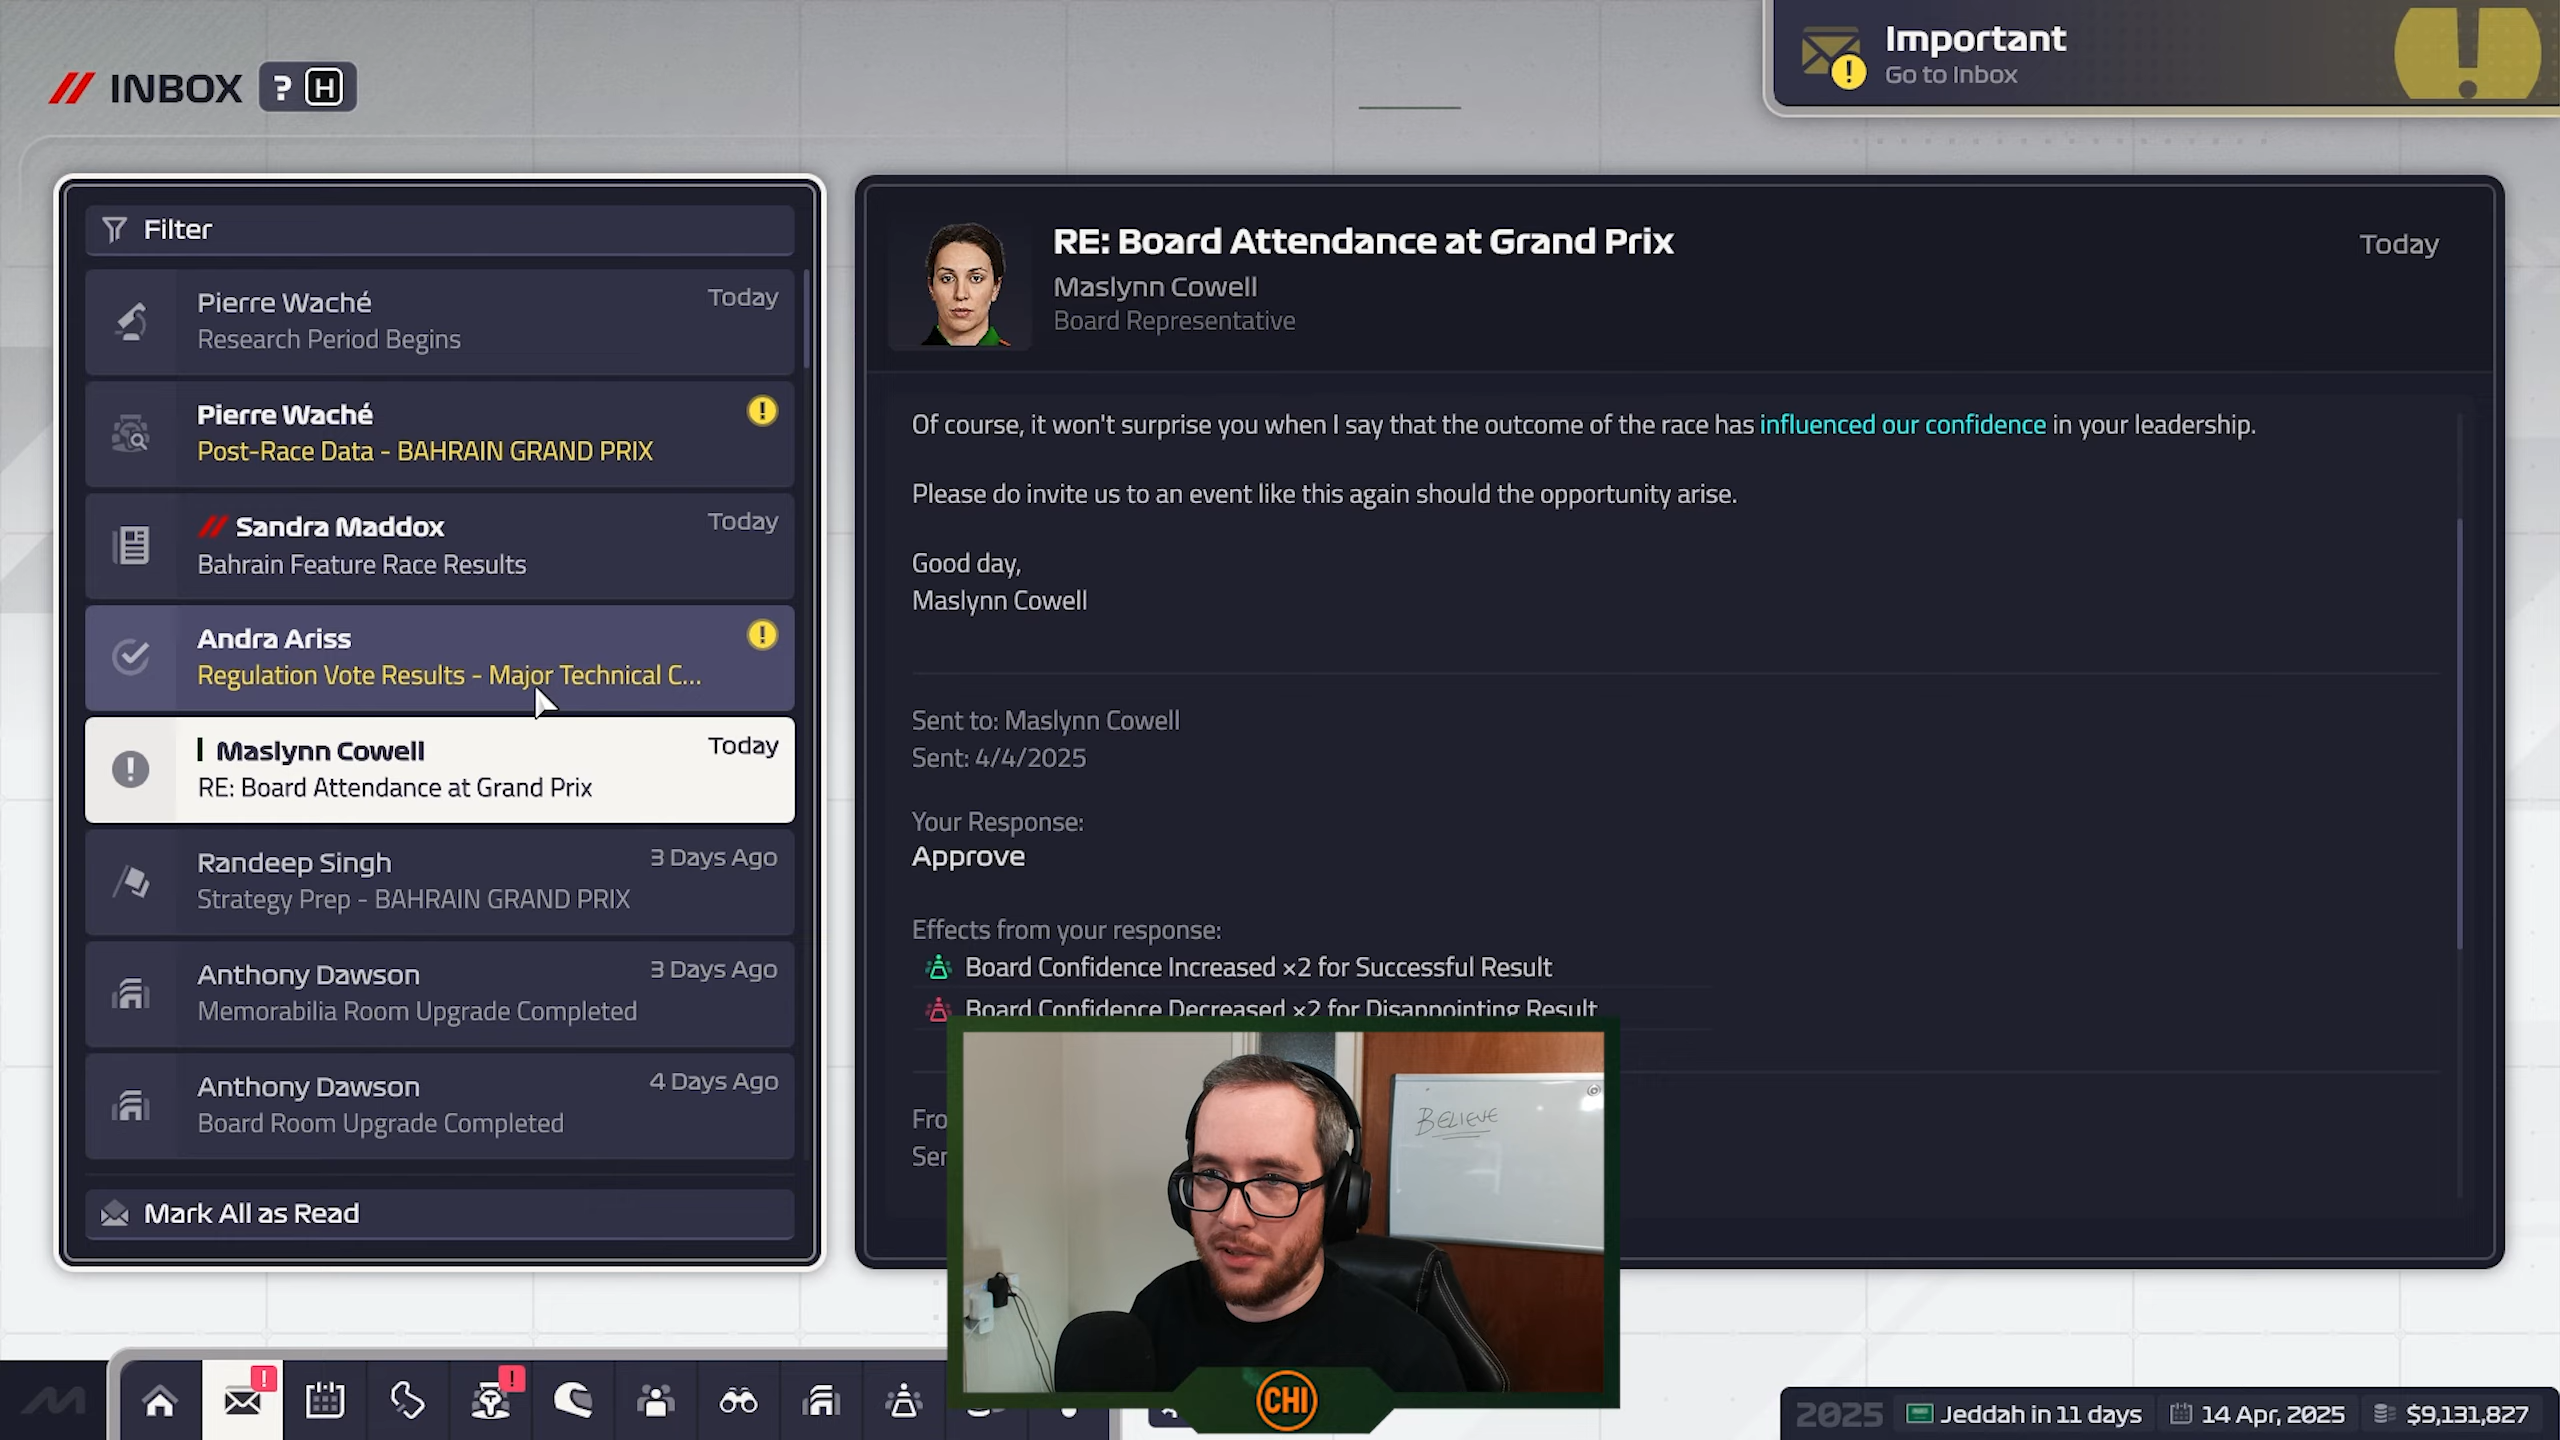 INBOX ? H
Important
Go to Inbox
Filter
Pierre Waché Today
Research Period Begins
Pierre Waché
Post-Race Data - BAHRAIN GRAND PRIX
Sandra Maddox Today
Bahrain Feature Race Results
Andra Ariss
Regulation Vote Results - Major Technical C...
Maslynn Cowell Today
RE: Board Attendance at Grand Prix
Randeep Singh 3 Days Ago
Strategy Prep - BAHRAIN GRAND PRIX
Anthony Dawson 3 Days Ago
Memorabilia Room Upgrade Completed
Anthony Dawson 4 Days Ago
Board Room Upgrade Completed
Mark All as Read
RE: Board Attendance at Grand Prix Today
Maslynn Cowell
Board Representative
Of course, it won't surprise you when I say that the outcome of the race has influenced our confidence in your leadership.
Please do invite us to an event like this again should the opportunity arise.
Good day,
Maslynn Cowell
Sent to: Maslynn Cowell
Sent: 4/4/2025
Your Response:
Approve
Effects from your response:
Board Confidence Increased ×2 for Successful Result
Board Confidence Decreased ×2 for Disappointing Result
BELIEVE
CHI
2025 Jeddah in 11 days 14 Apr, 2025 $9,131,827